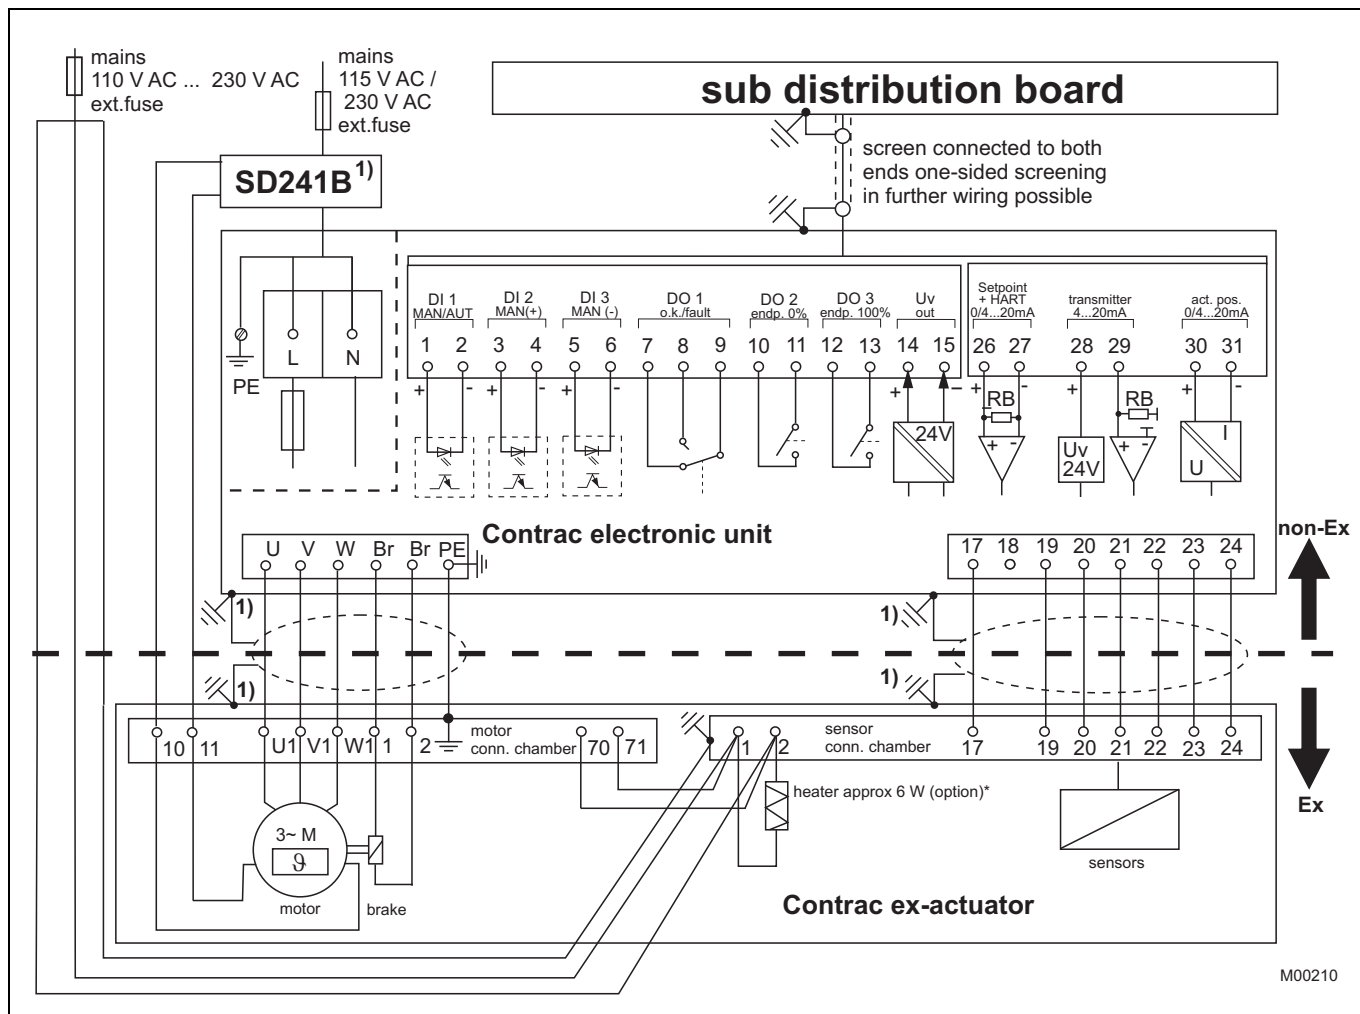 mains
110 V AC ... 230 V AC
ext.fuse
mains
115 V AC /
230 V AC
ext.fuse
sub distribution board
screen connected to both
ends one-sided screening
in further wiring possible
SD241B 1)
DI 1
MAN/AUT
DI 2
MAN(+)
DI 3
MAN (-)
DO 1
o.k./fault
DO 2
endp. 0%
DO 3
endp. 100%
Uv
out
Setpoint
+ HART
0/4...20mA
transmitter
4...20mA
act. pos.
0/4...20mA
1 2 3 4 5 6 7 8 9 10 11 12 13 14 15 26 27 28 29 30 31
L N
PE
+ - + - + - + - + - + + -
RB RB
24V
+ -
Uv
24V
+ -
I
U
Contrac electronic unit
non-Ex
U V W Br Br PE
17 18 19 20 21 22 23 24
1) 1)
1) 1)
10 11 U1 V1 W1 1 2
motor
conn. chamber
70 71
1 2
sensor
conn. chamber
17 19 20 21 22 23 24
heater approx 6 W (option)*
Ex
3~ M
ϑ
motor
brake
sensors
Contrac ex-actuator
M00210